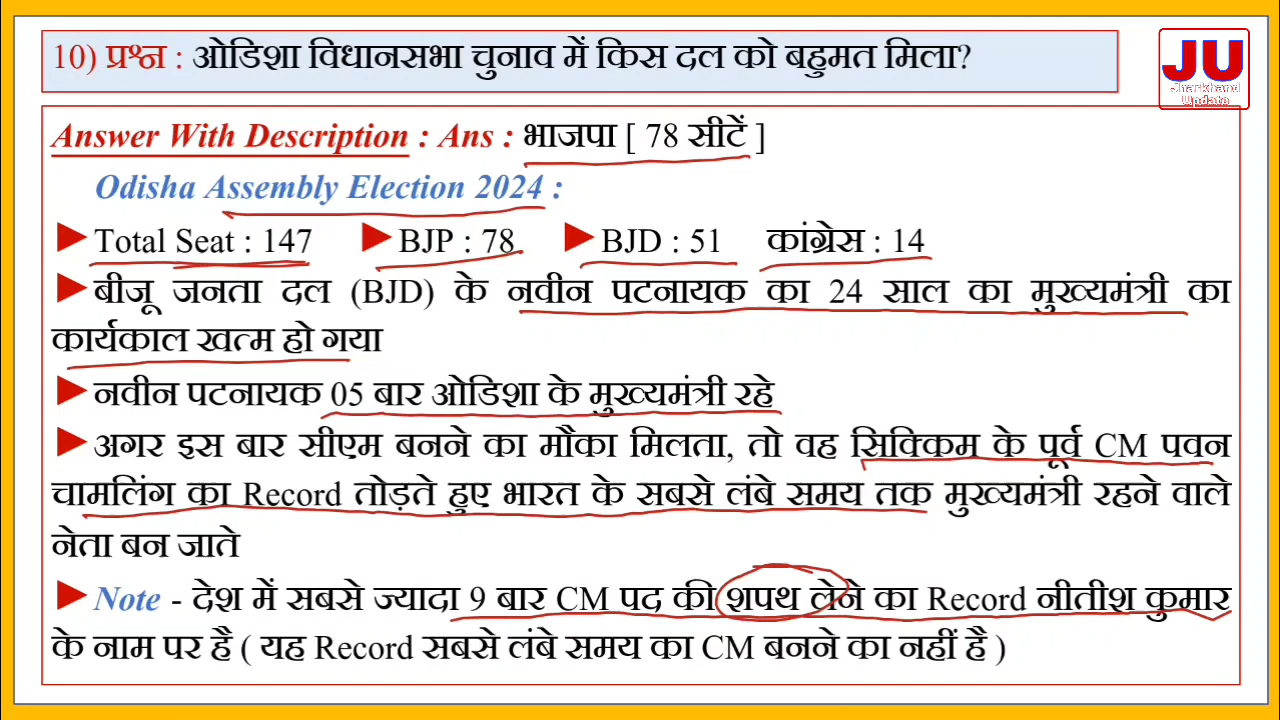 10) प्रश्न : ओडिशा विधानसभा चुनाव में किस दल को बहुमत मिला?
JU
Jharkhand
Update
Answer With Description : Ans : भाजपा [ 78 सीटें ]
Odisha Assembly Election 2024 :
Total Seat : 147 BJP : 78 BJD : 51 कांग्रेस : 14
बीजू जनता दल (BJD) के नवीन पटनायक का 24 साल का मुख्यमंत्री का
कार्यकाल खत्म हो गया
नवीन पटनायक 05 बार ओडिशा के मुख्यमंत्री रहे
अगर इस बार सीएम बनने का मौका मिलता, तो वह सिक्किम के पूर्व CM पवन
चामलिंग का Record तोड़ते हुए भारत के सबसे लंबे समय तक मुख्यमंत्री रहने वाले
नेता बन जाते
Note - देश में सबसे ज्यादा 9 बार CM पद की शपथ लेने का Record नीतीश कुमार
के नाम पर है ( यह Record सबसे लंबे समय का CM बनने का नहीं है )